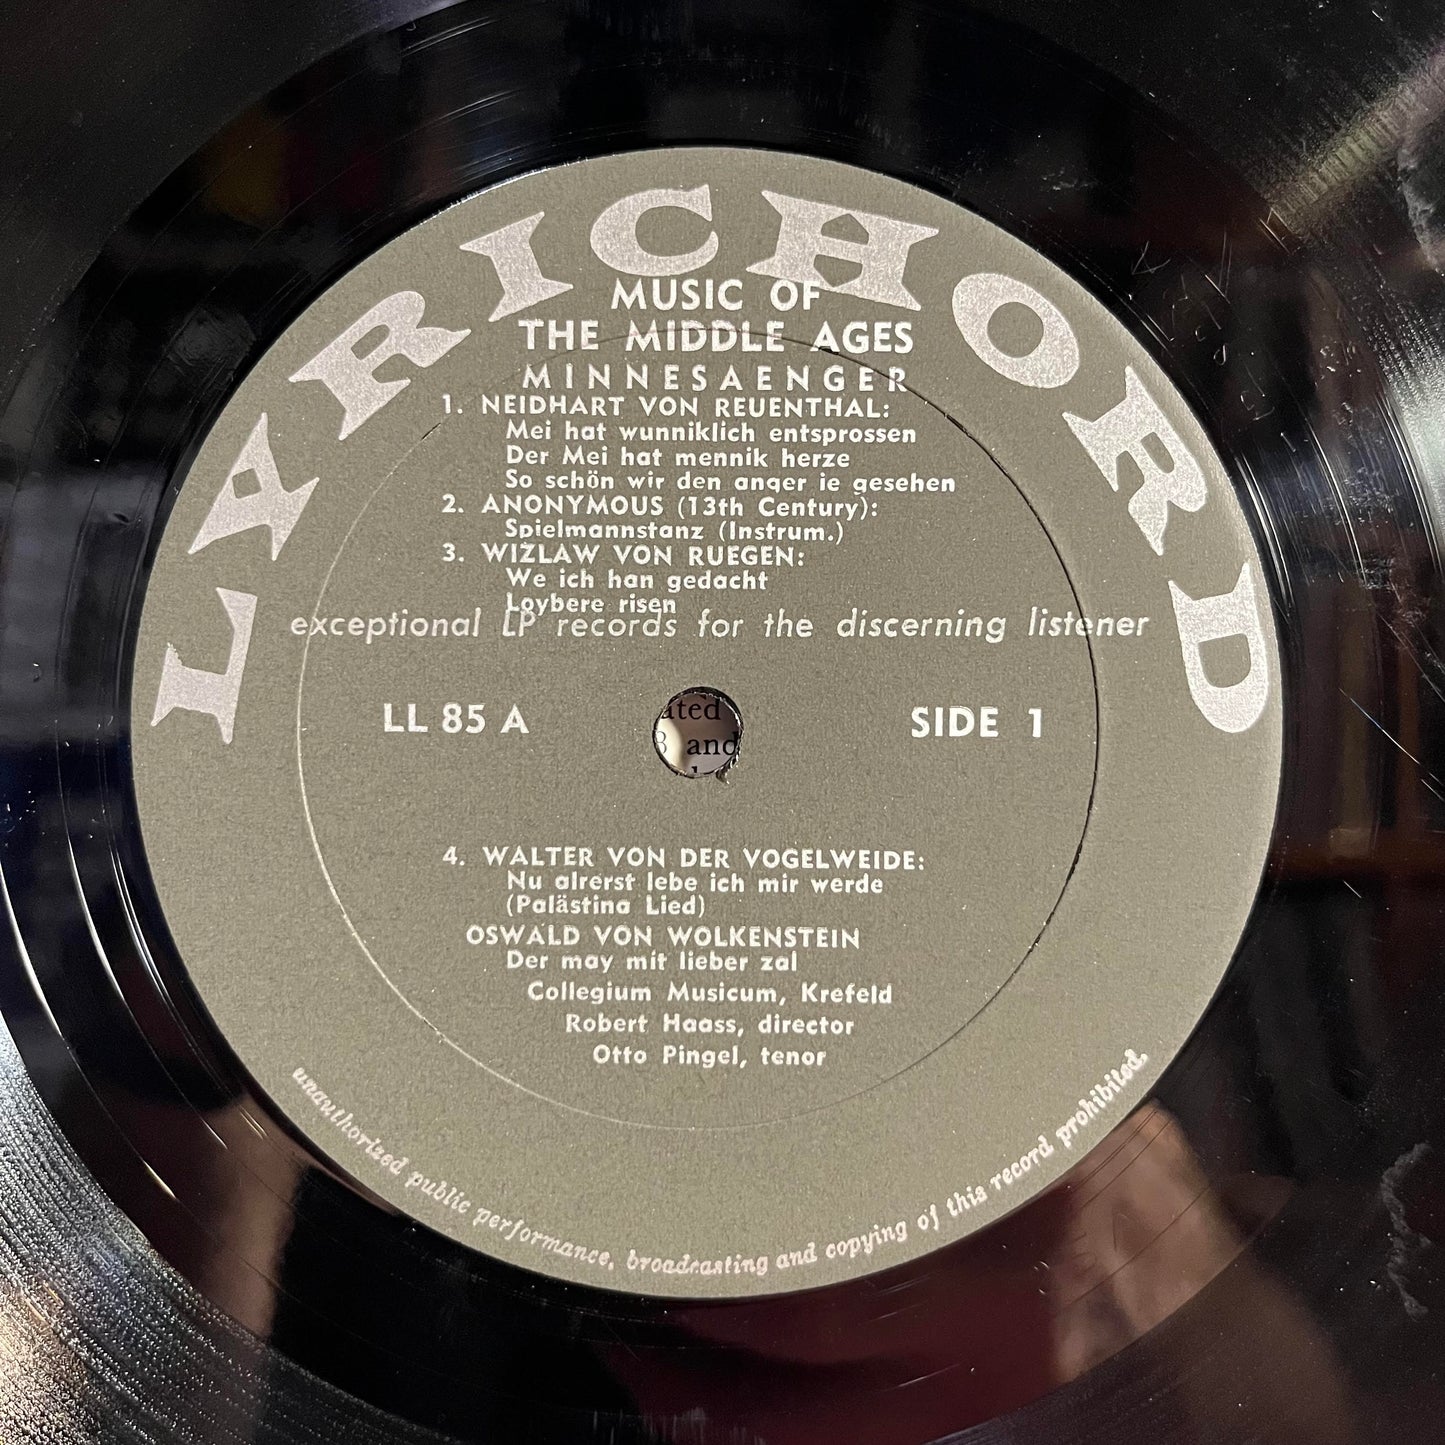 LYRICHORD
MUSIC OF
THE MIDDLE AGES
MINNESAENGER
1. NEIDHART VON REUENTHAL:
Mei hat wunniklich entsprossen
Der Mei hat mennik herze
So schön wir den anger ie gesehen
2. ANONYMOUS (13th Century):
Spielmannstanz (Instrum.)
3. WIZLAW VON RUEGEN:
We ich han gedacht
Loybere risen
exceptional LP records for the discerning listener
LL 85 A
SIDE 1
ated
and
4. WALTER VON DER VOGELWEIDE:
Nu alrerst lebe ich mir werde
(Palästina Lied)
OSWALD VON WOLKENSTEIN
Der may mit lieber zal
Collegium Musicum, Krefeld
Robert Haass, director
Otto Pingel, tenor
unauthorized public performance, broadcasting and copying of this record prohibited.